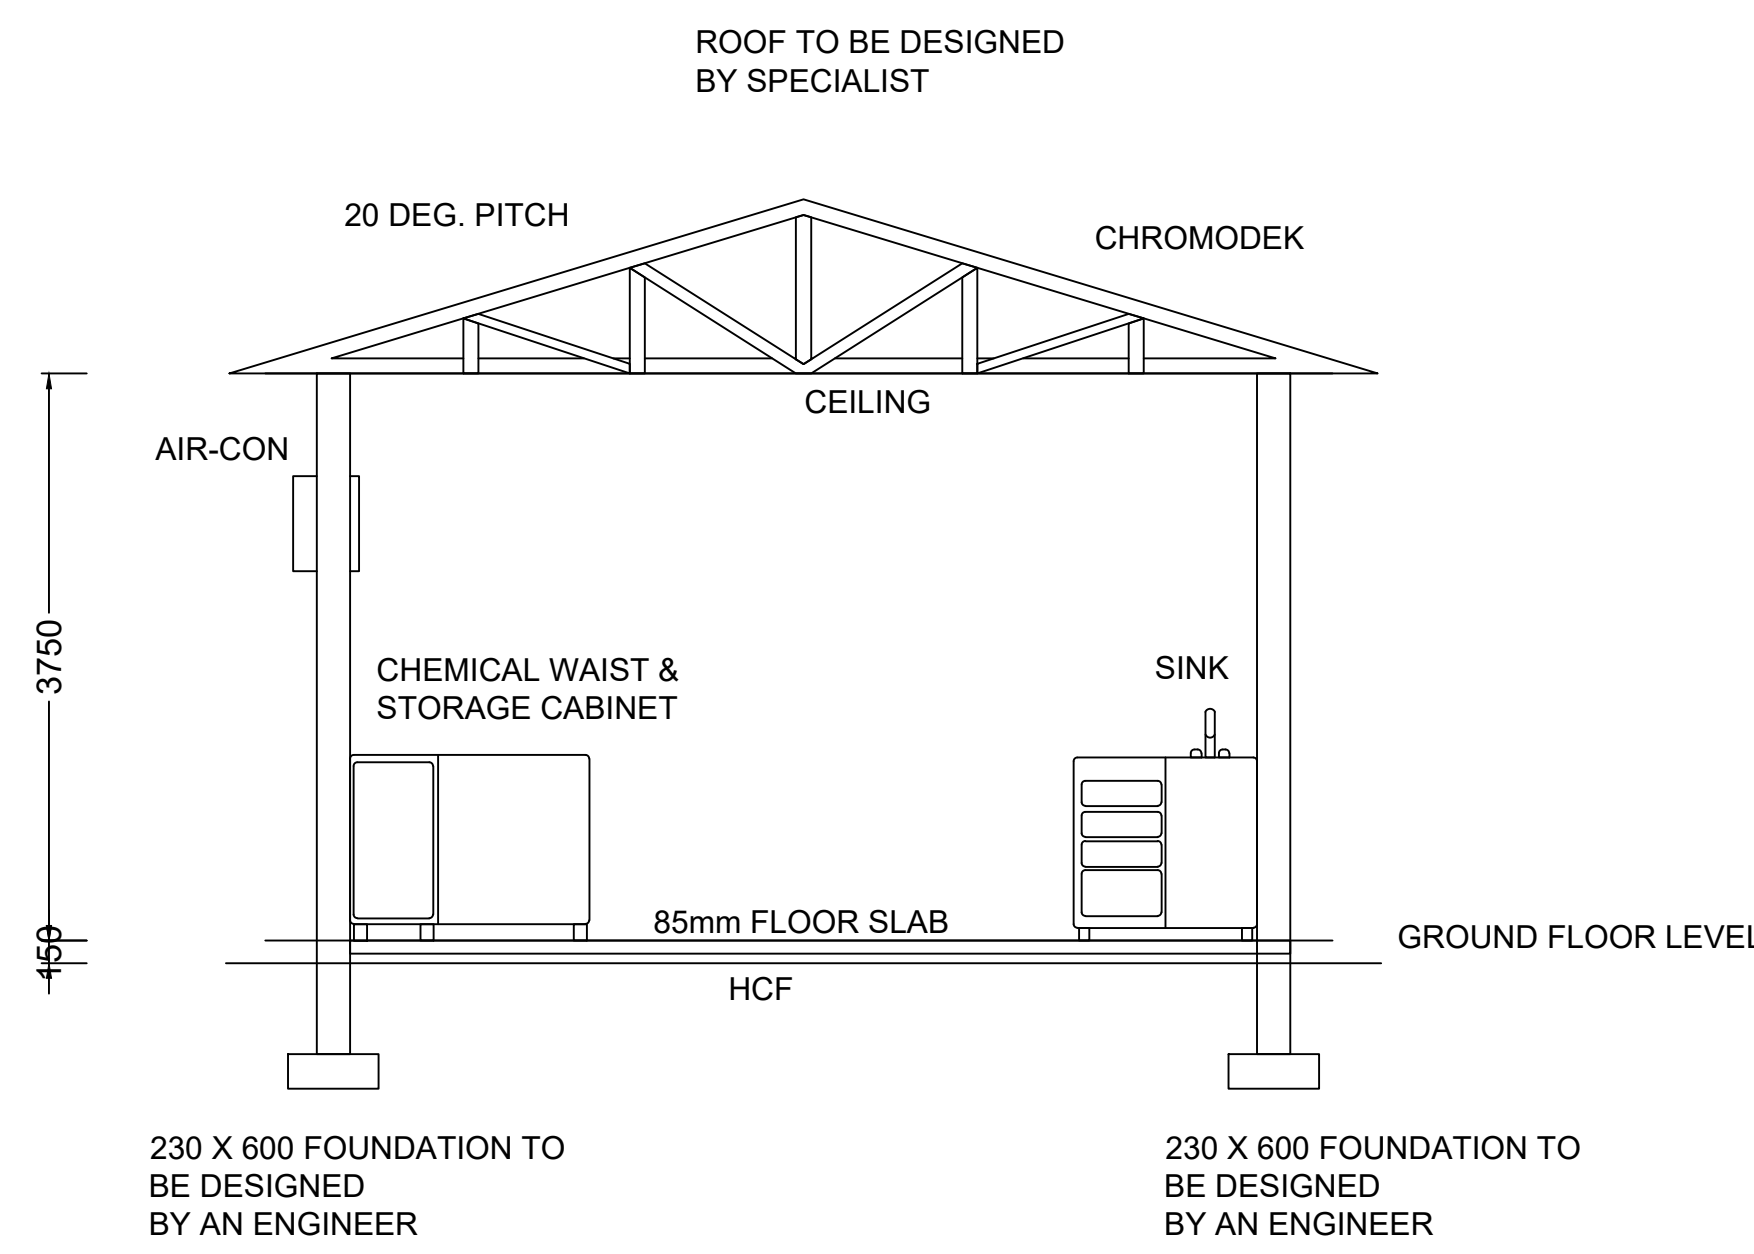 ROOF TO BE DESIGNED
BY SPECIALIST
20 DEG. PITCH
CHROMODEK
CEILING
AIR-CON
3750
CHEMICAL WAIST &
STORAGE CABINET
SINK
85mm FLOOR SLAB
150
GROUND FLOOR LEVEL
HCF
230 X 600 FOUNDATION TO
BE DESIGNED
BY AN ENGINEER
230 X 600 FOUNDATION TO
BE DESIGNED
BY AN ENGINEER